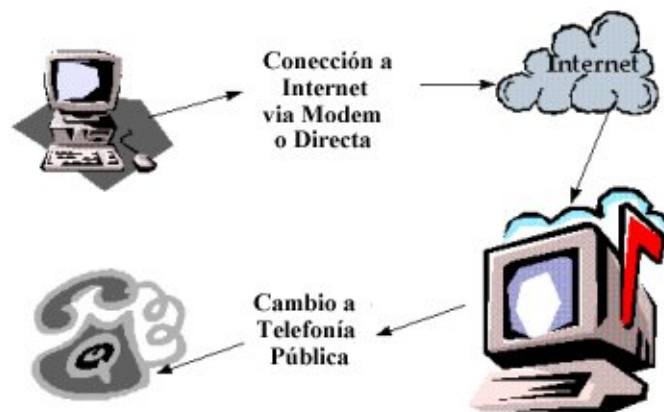 Conección a
Internet
via Modem
o Directa
Internet
Cambio a
Telefonía
Pública